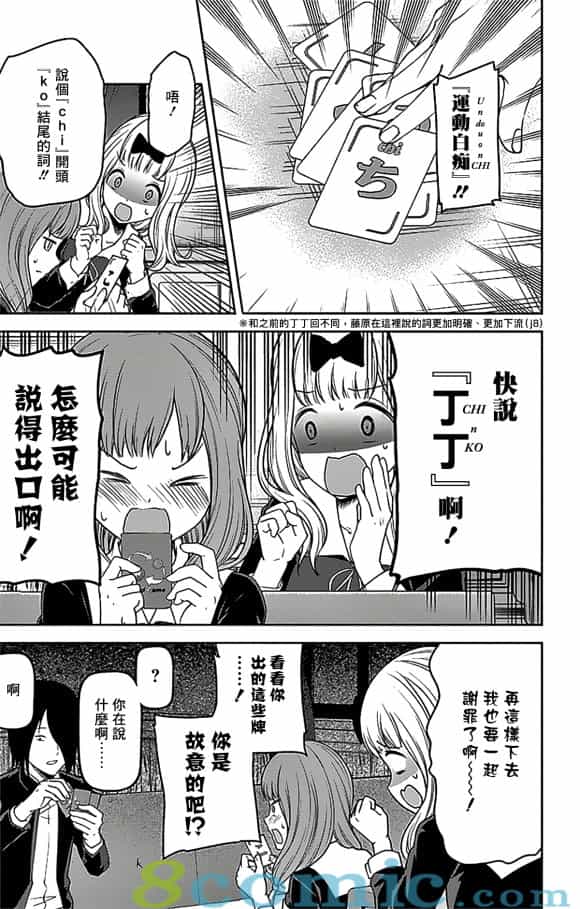 『運動白痴』!!
UndouonCHI
chi
ち
唔!
說個『chi』開頭
『ko』結尾的詞!!
※和之前的丁丁回不同，藤原在這裡說的詞更加明確、更加下流(j8)
快說
『丁丁』啊！
CHI
n
KO
怎麼可能
說得出口啊！
再這樣下去
我也要一起
謝罪了啊～～～!!
看看你
出的這些牌
……！
你是
故意的吧!?
？
你在說
什麼啊……
啊
8comic.com